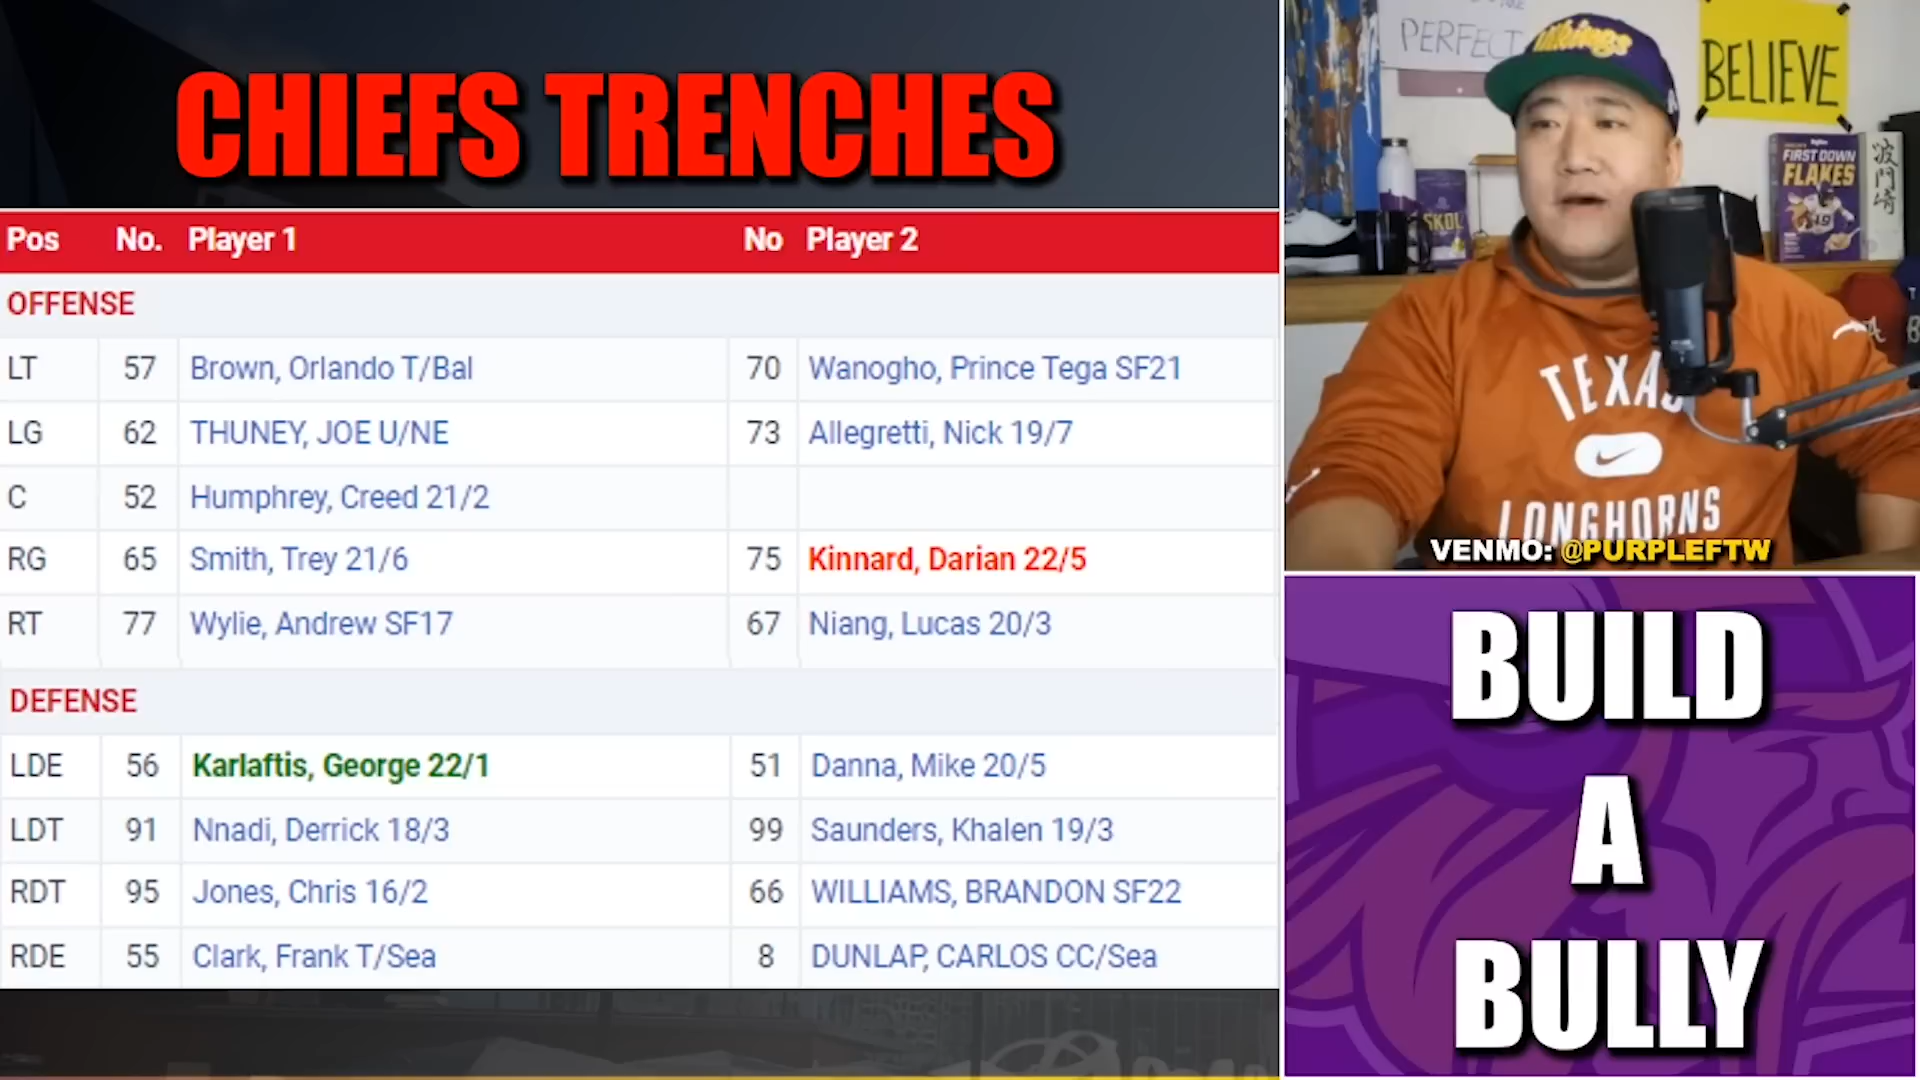 CHIEFS TRENCHES
Pos No. Player 1 No Player 2
OFFENSE
LT 57 Brown, Orlando T/Bal 70 Wanogho, Prince Tega SF21
LG 62 THUNEY, JOE U/NE 73 Allegretti, Nick 19/7
C 52 Humphrey, Creed 21/2
RG 65 Smith, Trey 21/6 75 Kinnard, Darian 22/5
RT 77 Wylie, Andrew SF17 67 Niang, Lucas 20/3
DEFENSE
LDE 56 Karlaftis, George 22/1 51 Danna, Mike 20/5
LDT 91 Nnadi, Derrick 18/3 99 Saunders, Khalen 19/3
RDT 95 Jones, Chris 16/2 66 WILLIAMS, BRANDON SF22
RDE 55 Clark, Frank T/Sea 8 DUNLAP, CARLOS CC/Sea
PERFECT
Vikings
BELIEVE
FIRST DOWN
FLAKES
19
SKOL
TEXAS
LONGHORNS
VENMO: @PURPLEFTW
BUILD
A
BULLY